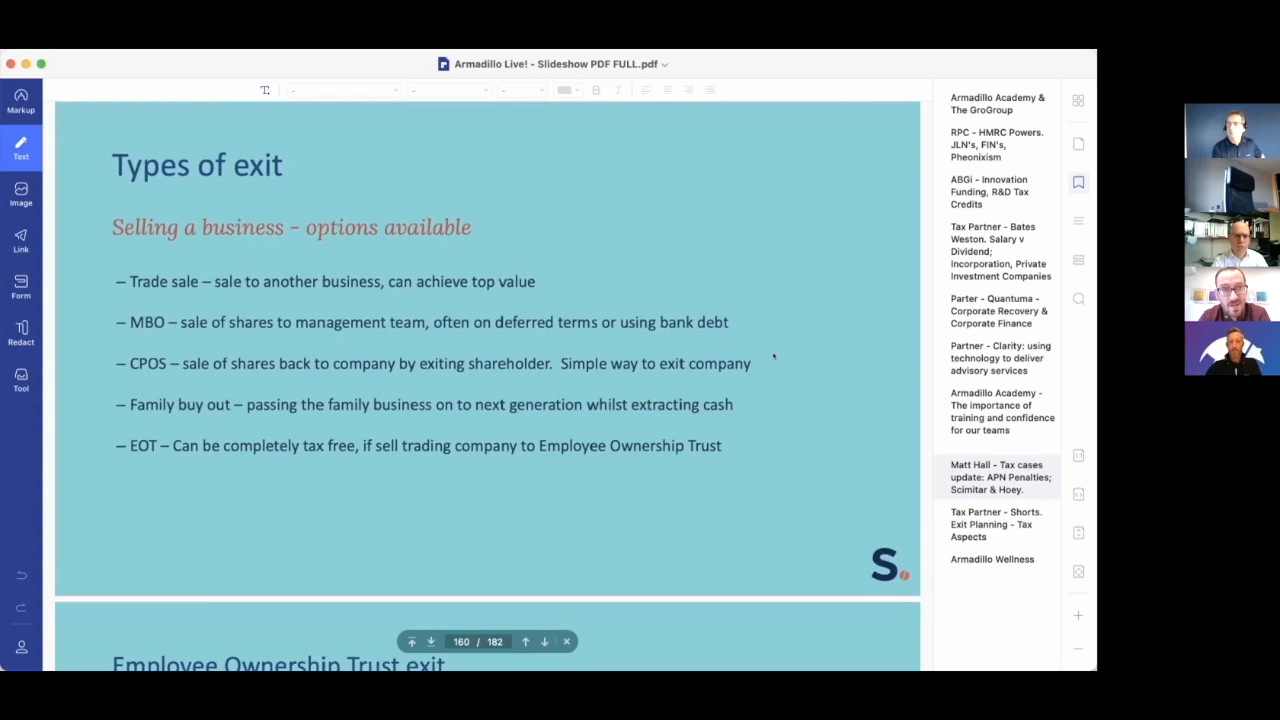 Armadillo Live! - Slideshow PDF FULL.pdf
Markup
Text
Image
Link
Form
Redact
Tool
B I
Types of exit
Selling a business - options available
– Trade sale – sale to another business, can achieve top value
– MBO – sale of shares to management team, often on deferred terms or using bank debt
– CPOS – sale of shares back to company by exiting shareholder.  Simple way to exit company
– Family buy out – passing the family business on to next generation whilst extracting cash
– EOT – Can be completely tax free, if sell trading company to Employee Ownership Trust
S.
Employee Ownership Trust exit
160 / 182
Armadillo Academy &
The GroGroup
RPC - HMRC Powers.
JLN's, FIN's,
Pheonixism
ABGi - Innovation
Funding, R&D Tax
Credits
Tax Partner - Bates
Weston. Salary v
Dividend;
Incorporation, Private
Investment Companies
Parter - Quantuma -
Corporate Recovery &
Corporate Finance
Partner - Clarity: using
technology to deliver
advisory services
Armadillo Academy -
The importance of
training and confidence
for our teams
Matt Hall - Tax cases
update: APN Penalties;
Scimitar & Hoey.
Tax Partner - Shorts.
Exit Planning - Tax
Aspects
Armadillo Wellness